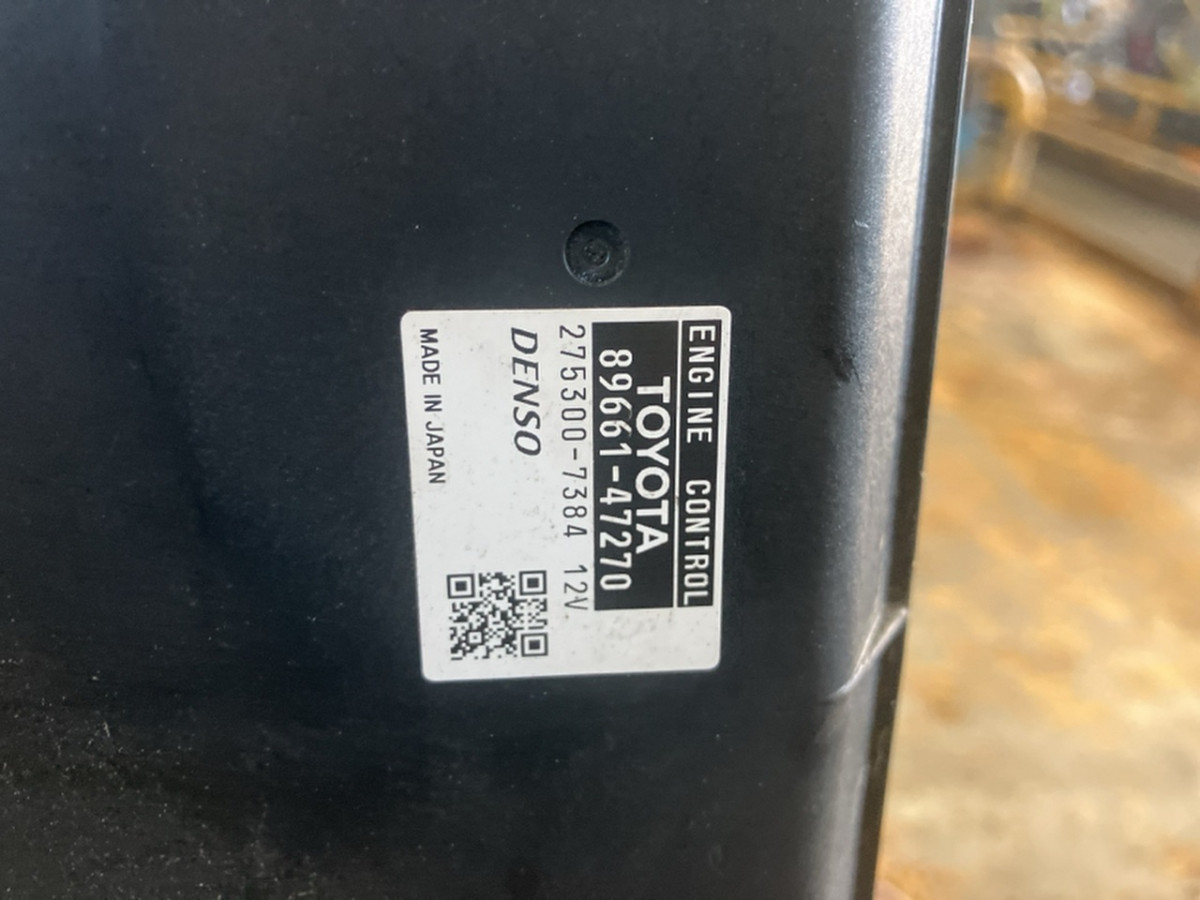 ENGINE CONTROL
TOYOTA
89661-47270
275300-7384 12V
DENSO
MADE IN JAPAN